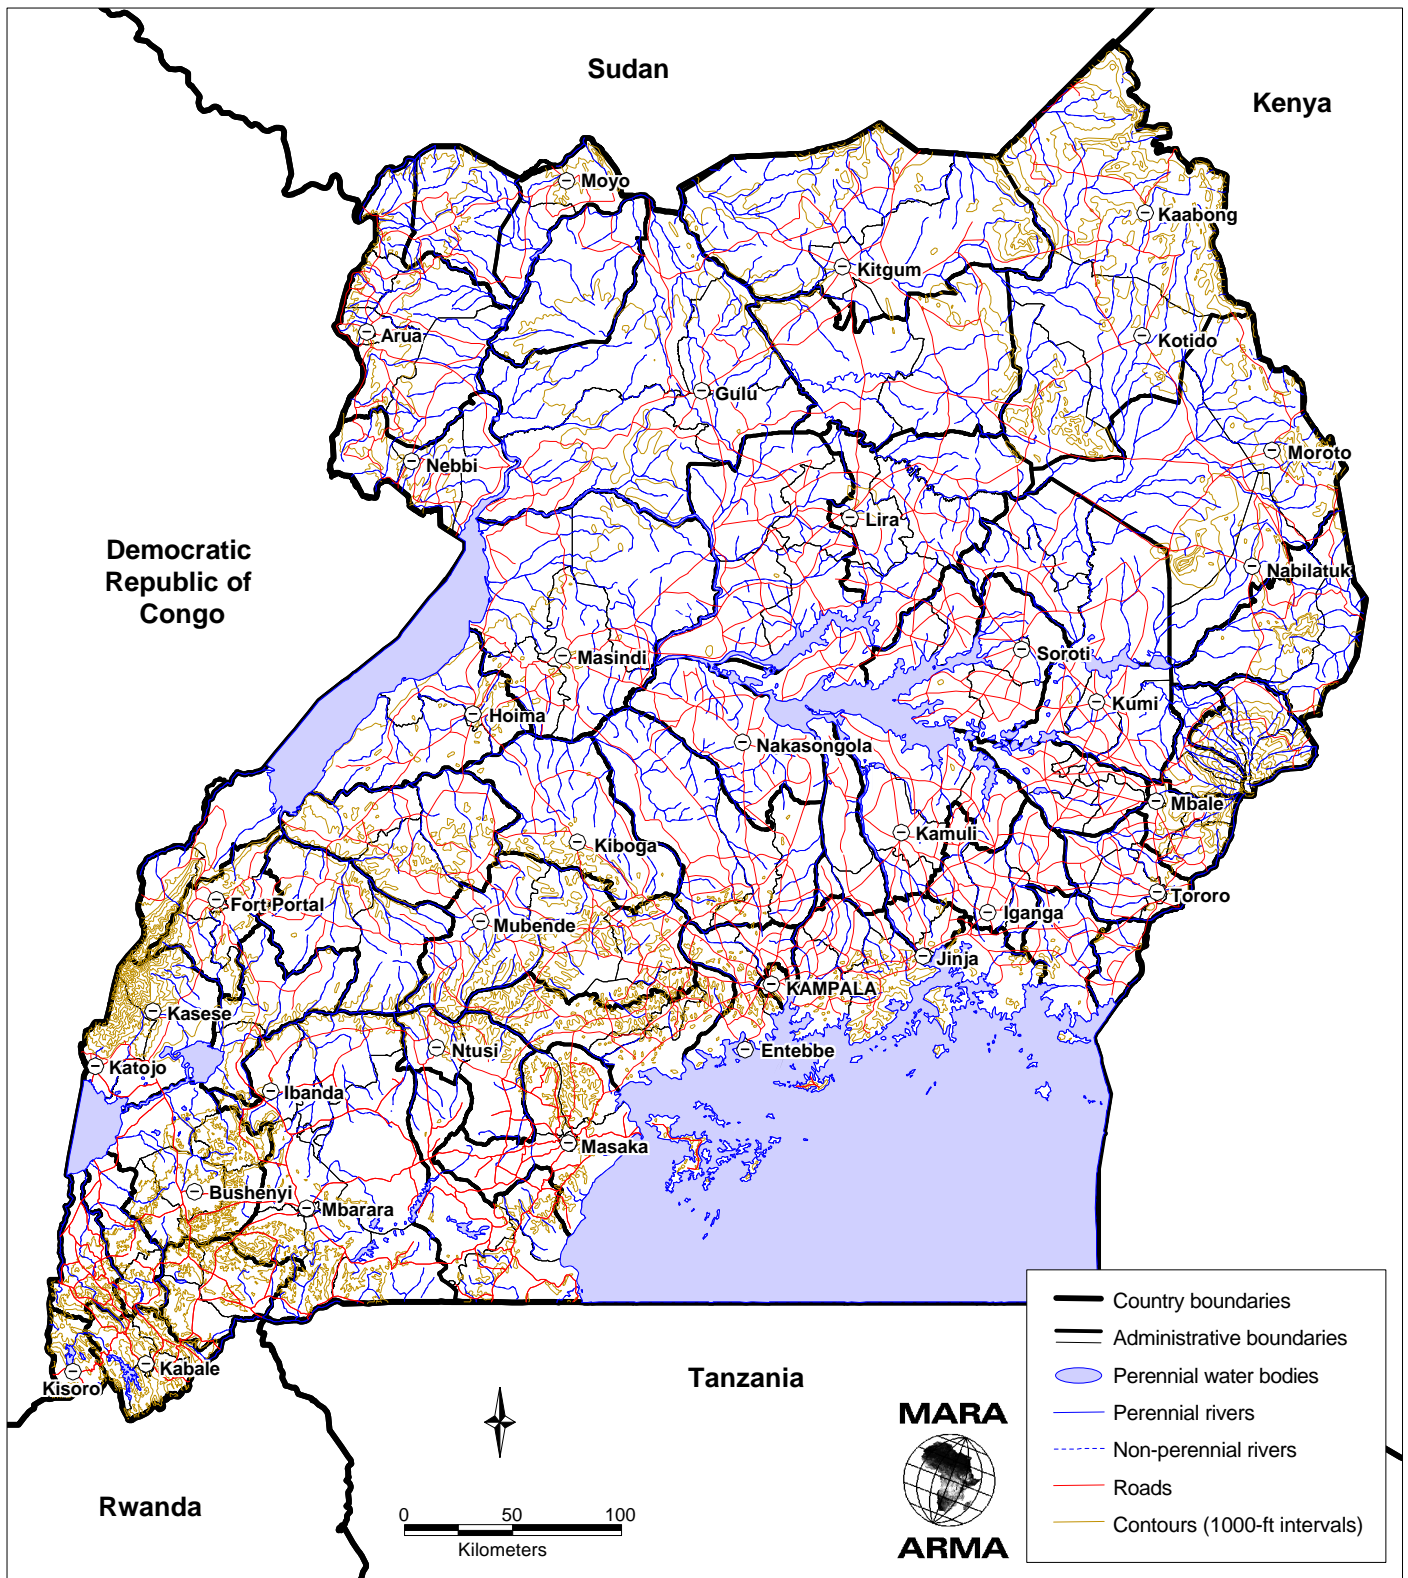 Sudan
Kenya
Moyo
Kaabong
Kitgum
Arua
Kotido
Gulu
Moroto
Nebbi
Lira
Democratic
Republic of
Congo
Nabilatuk
Masindi
Soroti
Kumi
Hoima
Nakasongola
Mbale
Kamuli
Kiboga
Fort Portal
Tororo
Mubende
Iganga
Jinja
KAMPALA
Kasese
Ntusi
Entebbe
Katojo
Ibanda
Masaka
Bushenyi
Mbarara
Kabale
Kisoro
Tanzania
Rwanda
0 50 100
Kilometers
MARA
ARMA
Country boundaries
Administrative boundaries
Perennial water bodies
Perennial rivers
Non-perennial rivers
Roads
Contours (1000-ft intervals)